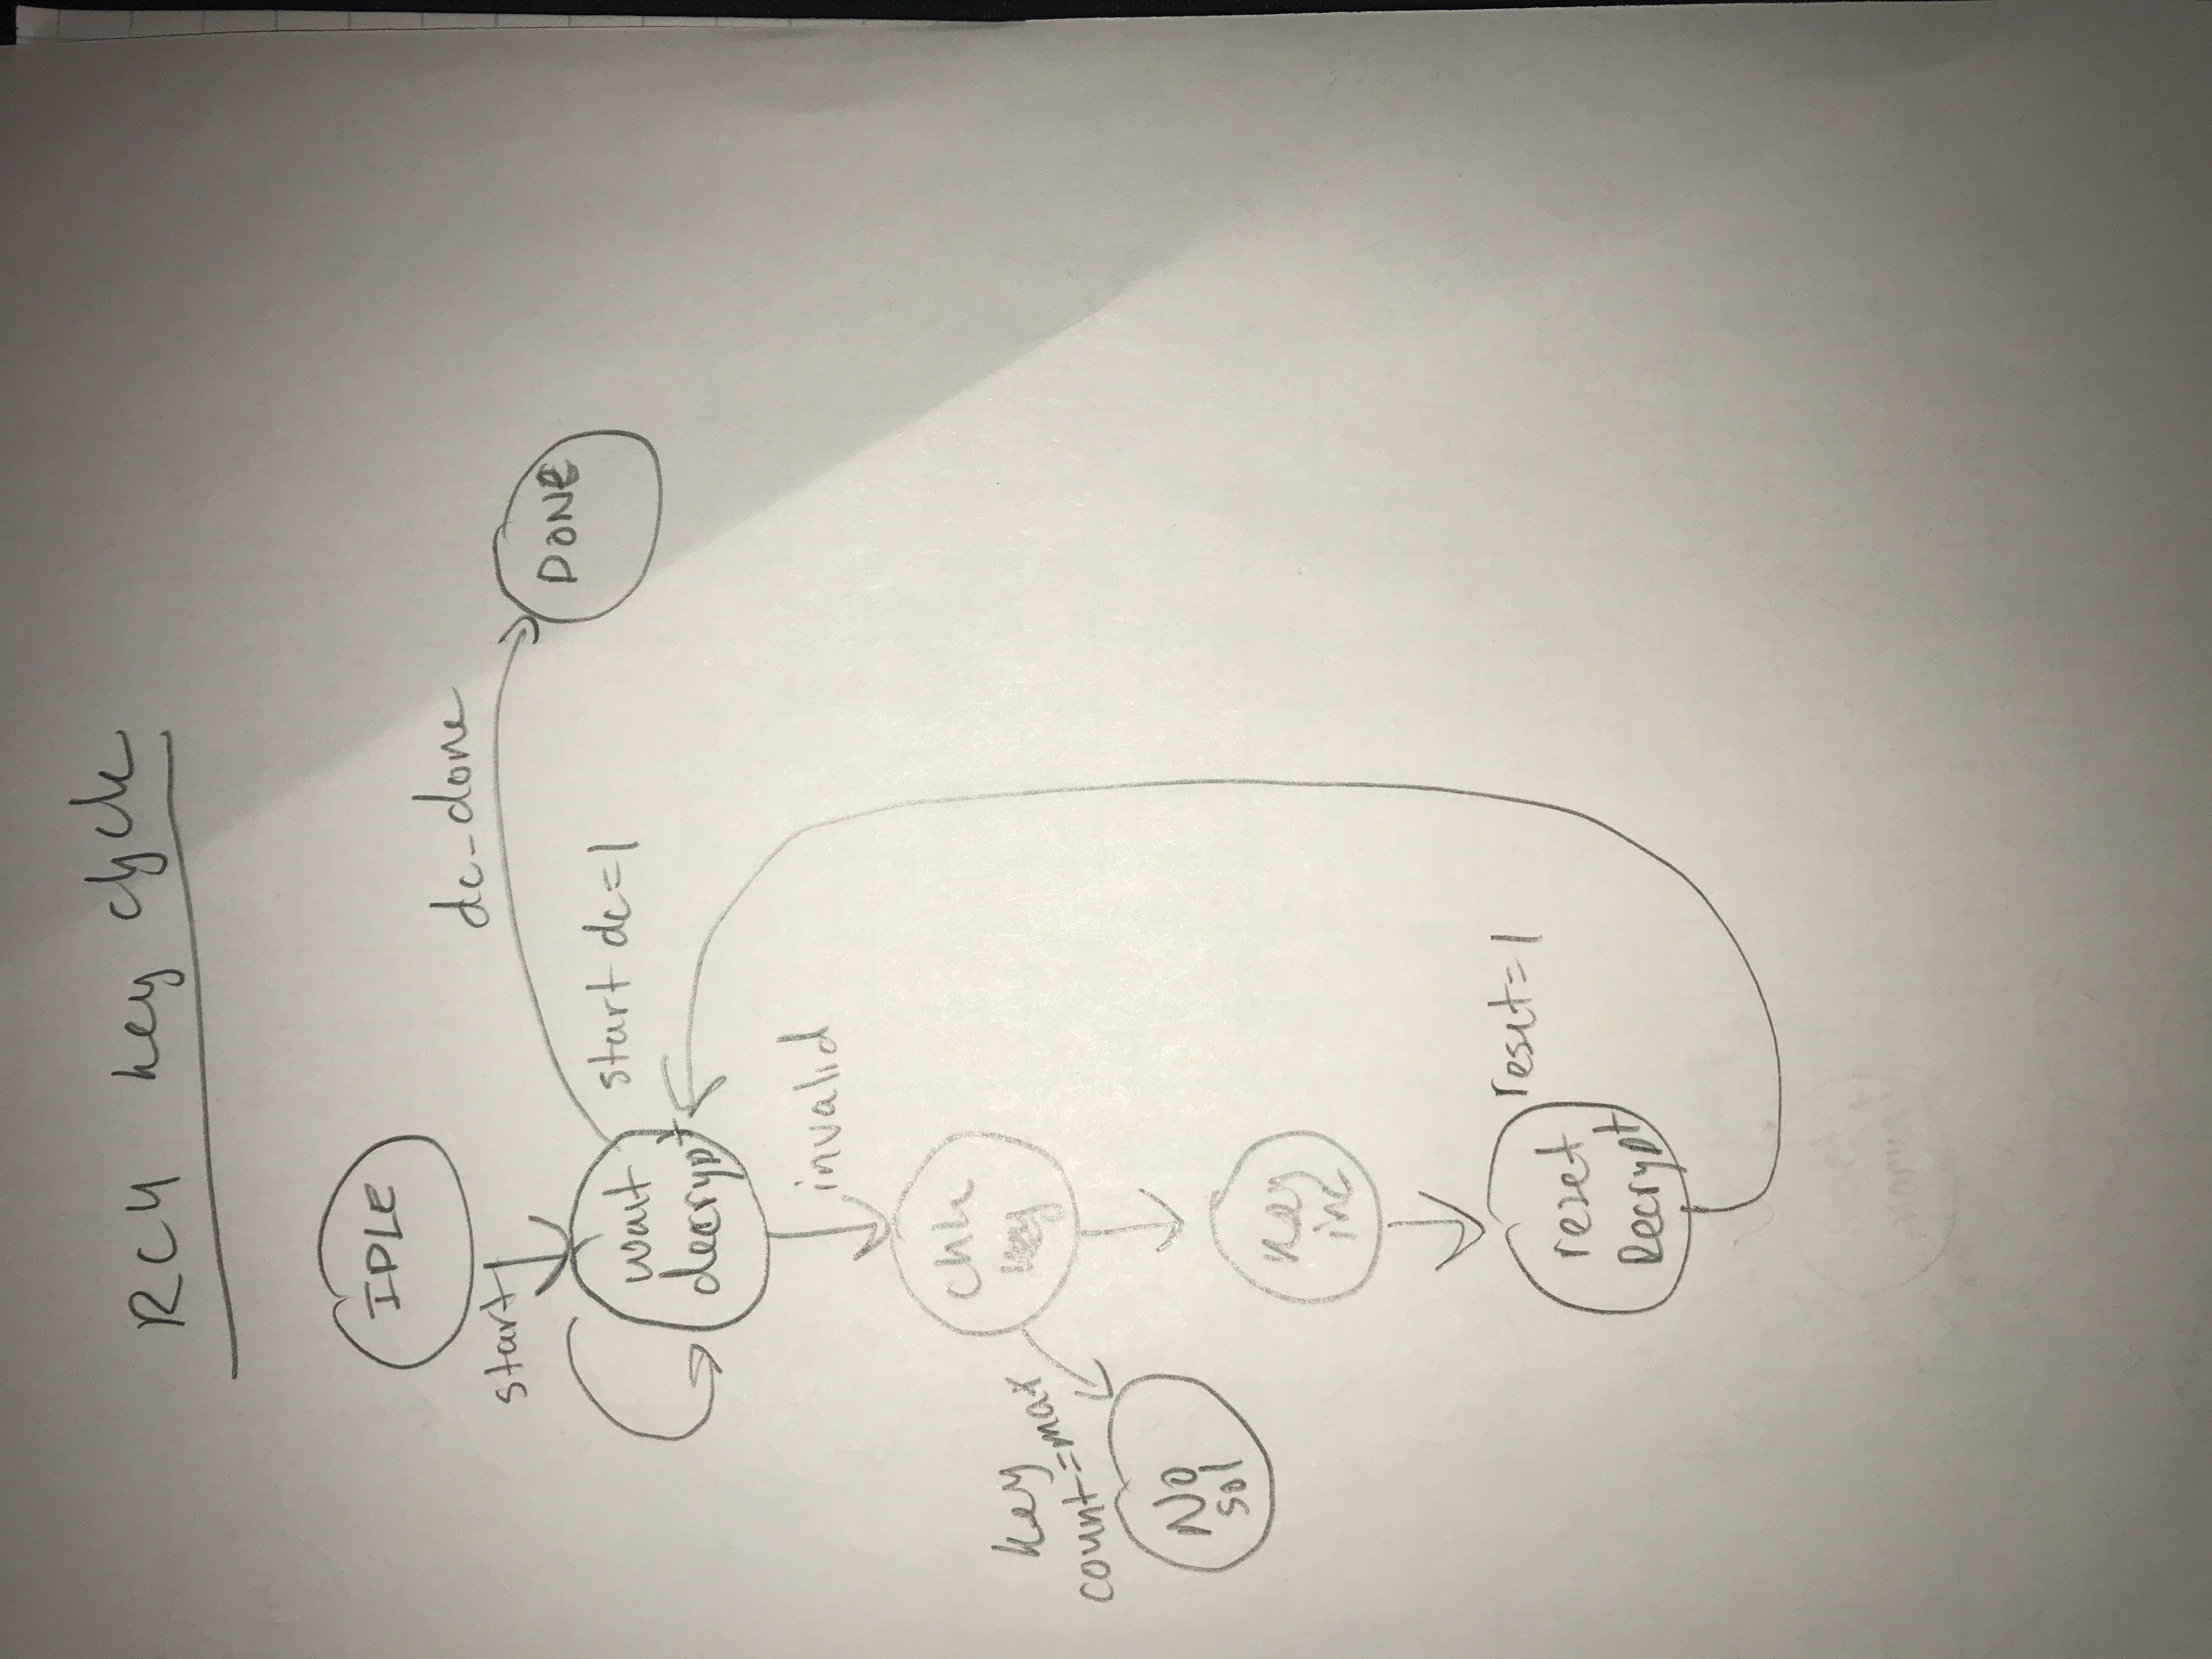 RC4 key cycle
IDLE
start
dc_done
DONE
wait
decrypt
start dc=1
invalid
chk
key
key
count=max
No
sol
key
inc
reset=1
reset
Decrypt